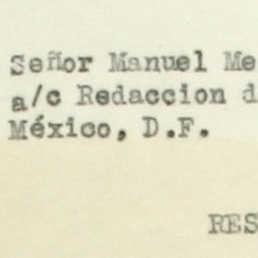 Señor Manuel Me
a/c Redaccion d
México, D.F.
RES